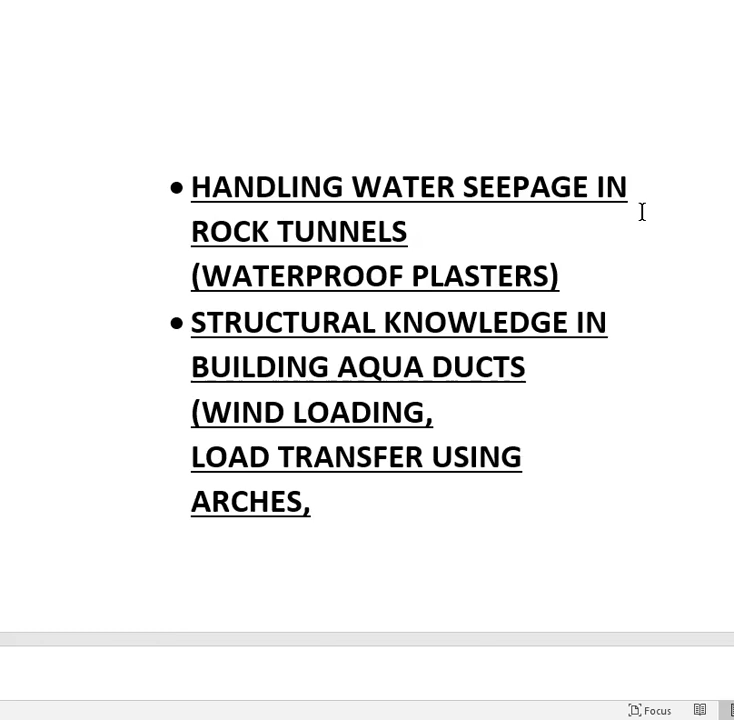 • HANDLING WATER SEEPAGE IN
ROCK TUNNELS
(WATERPROOF PLASTERS)
• STRUCTURAL KNOWLEDGE IN
BUILDING AQUA DUCTS
(WIND LOADING,
LOAD TRANSFER USING
ARCHES,
Focus